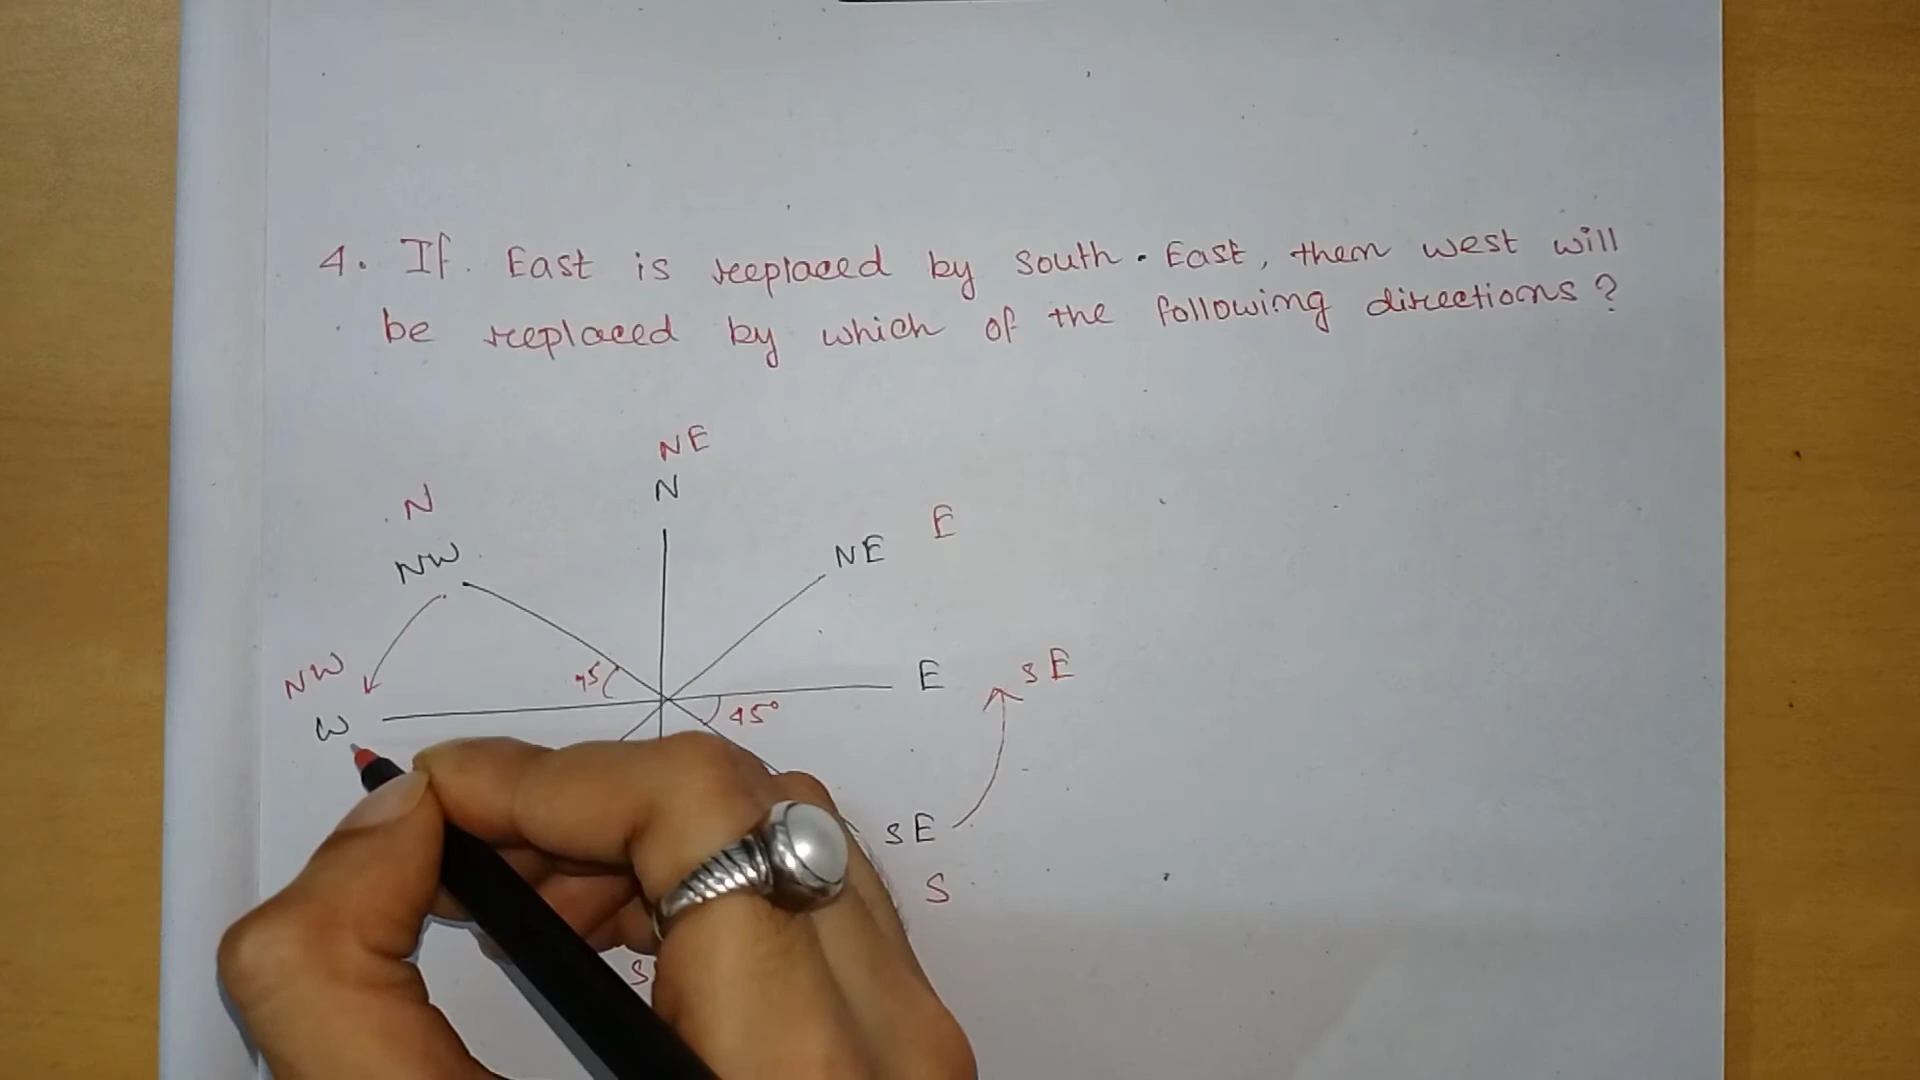 4. If East is replaced by South-East, then west will
be replaced by which of the following directions?
NE
N
N
E
NW
NE
NW
SE
E
45
45°
W
SE
S